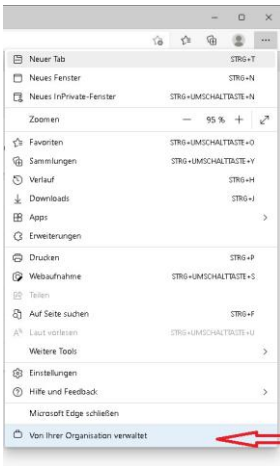 Neuer Tab STRG+T
Neues Fenster STRG+N
Neues InPrivate-Fenster STRG+UMSCHALTTASTE+N
Zoomen — 95 % +
Favoriten STRG+UMSCHALTTASTE+O
Sammlungen STRG+UMSCHALTTASTE+Y
Verlauf STRG+H
Downloads STRG+J
Apps
Erweiterungen
Drucken STRG+P
Webaufnahme STRG+UMSCHALTTASTE+S
Teilen
Auf Seite suchen STRG+F
Laut vorlesen STRG+UMSCHALTTASTE+U
Weitere Tools
Einstellungen
Hilfe und Feedback
Microsoft Edge schließen
Von Ihrer Organisation verwaltet